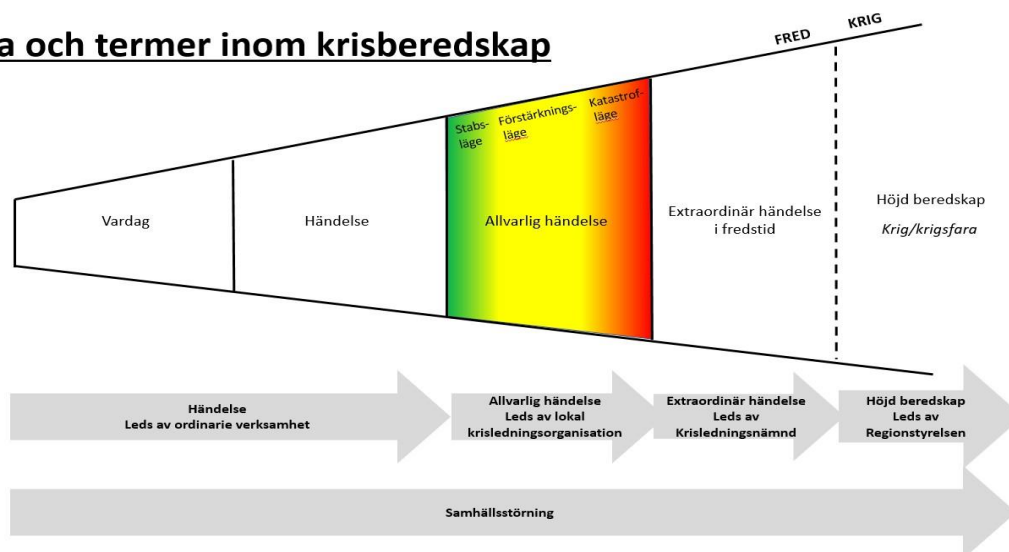 a och termer inom krisberedskap
FRED
KRIG
Stabs-
läge
Förstärknings-
läge
Katastrof-
läge
Vardag
Händelse
Allvarlig händelse
Extraordinär händelse
i fredstid
Höjd beredskap
Krig/krigsfara
Händelse
Leds av ordinarie verksamhet
Allvarlig händelse
Leds av lokal
krisledningsorganisation
Extraordinär händelse
Leds av
Krisledningsnämnd
Höjd beredskap
Leds av
Regionstyrelsen
Samhällsstörning